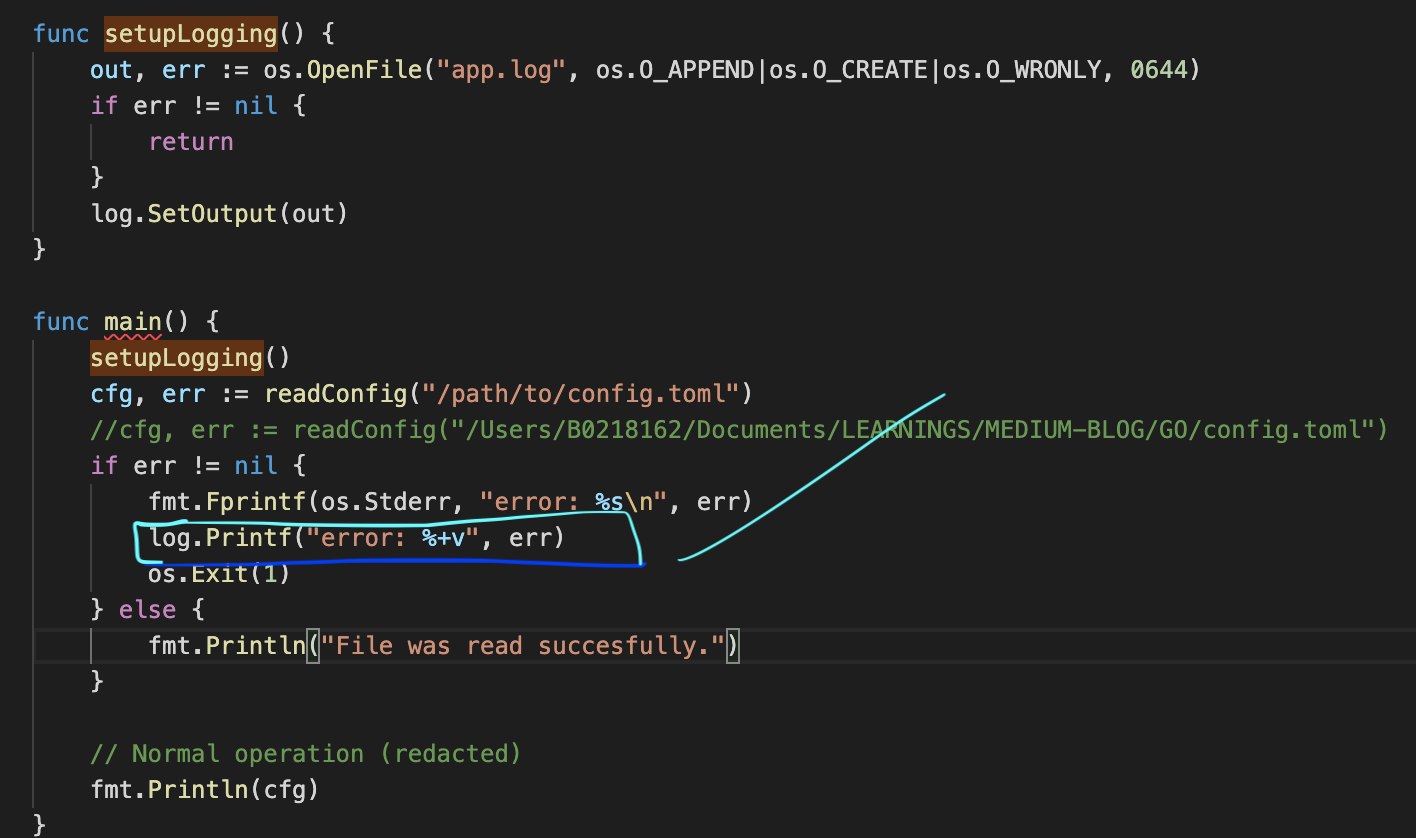 func setupLogging() {
out, err := os.OpenFile("app.log", os.O_APPEND|os.O_CREATE|os.O_WRONLY, 0644)
if err != nil {
return
}
log.SetOutput(out)
}
func main() {
setupLogging()
cfg, err := readConfig("/path/to/config.toml")
//cfg, err := readConfig("/Users/B0218162/Documents/LEARNINGS/MEDIUM-BLOG/GO/config.toml")
if err != nil {
fmt.Fprintf(os.Stderr, "error: %s\n", err)
log.Printf("error: %+v", err)
os.Exit(1)
} else {
fmt.Println("File was read succesfully.")
}
// Normal operation (redacted)
fmt.Println(cfg)
}